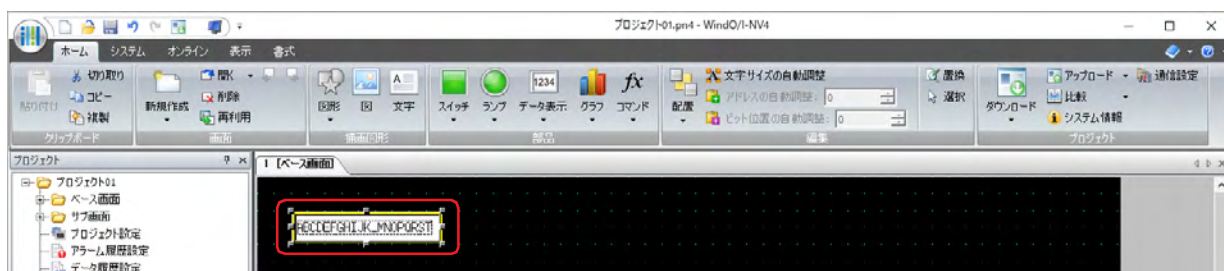 プロジェクト01.pn4 - WindO/I-NV4
ホーム システム オンライン 表示 書式
貼り付け 切り取り コピー 複製 クリップボード
新規作成 開く 削除 再利用 画面
図形 図 文字 描画図形
スイッチ ランプ 1234 データ表示 グラフ fx コマンド 部品
配置 文字サイズの自動調整 アドレスの自動調整: 0 ビット位置の自動調整: 0 置換 選択 編集
ダウンロード アップロード 比較 システム情報 通信設定 プロジェクト
プロジェクト
1 [ベース画面]
プロジェクト01
ベース画面
サブ画面
プロジェクト設定
アラーム履歴設定
データ履歴設定
ABCDEFGHIJK_MNOPQRST